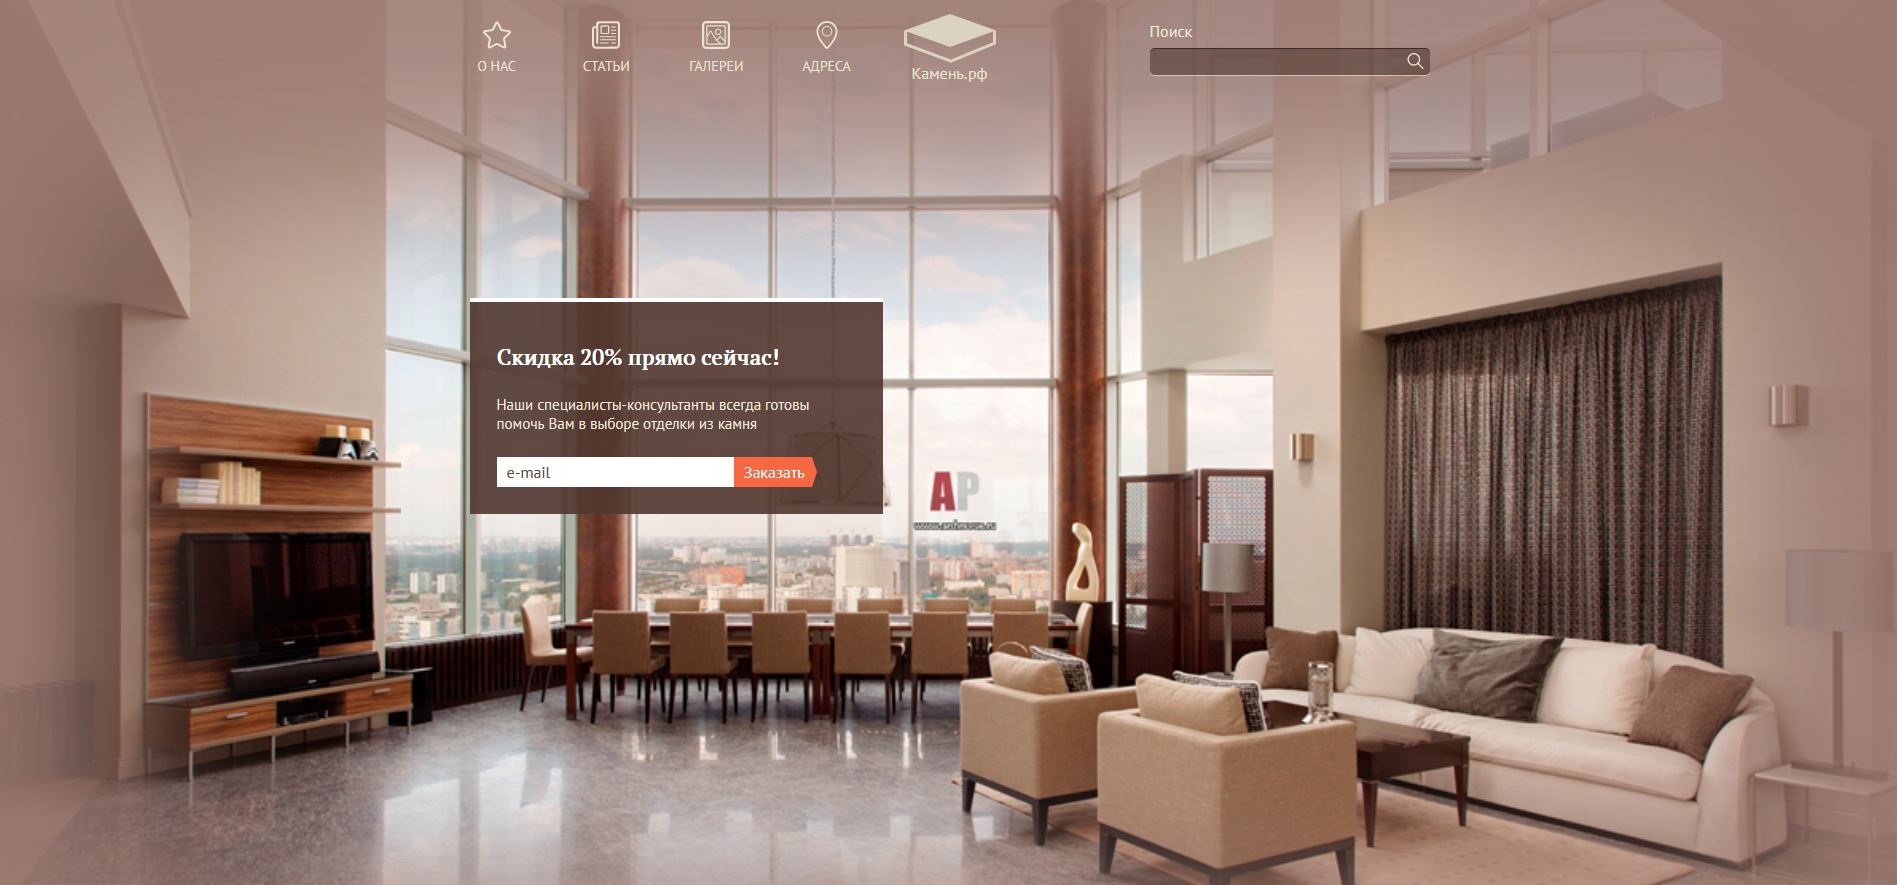 О НАС
СТАТЬИ
ГАЛЕРЕИ
АДРЕСА
Камень.рф
Поиск
Скидка 20% прямо сейчас!
Наши специалисты-консультанты всегда готовы
помочь Вам в выборе отделки из камня
e-mail
Заказать
AP